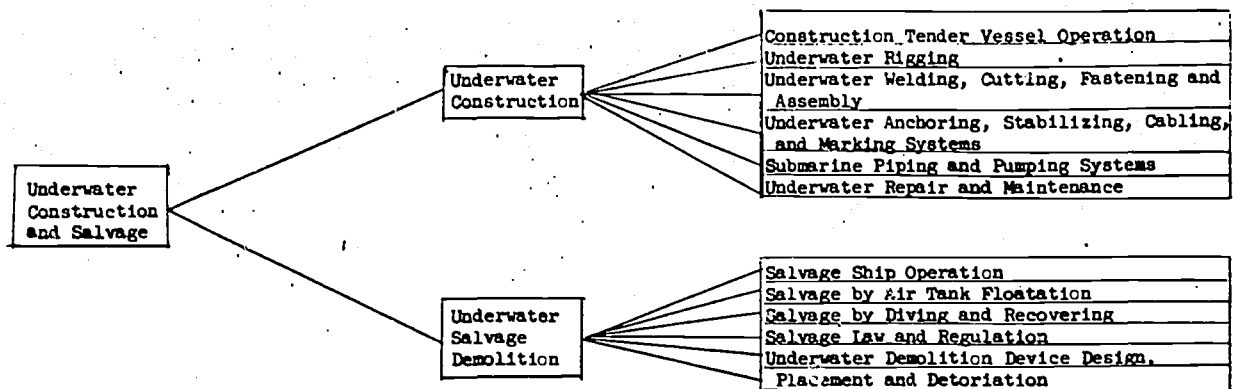 Underwater
Construction
and Salvage
Underwater
Construction
Construction Tender Vessel Operation
Underwater Rigging
Underwater Welding, Cutting, Fastening and
Assembly
Underwater Anchoring, Stabilizing, Cabling,
and Marking Systems
Submarine Piping and Pumping Systems
Underwater Repair and Maintenance
Underwater
Salvage
Demolition
Salvage Ship Operation
Salvage by Air Tank Floatation
Salvage by Diving and Recovering
Salvage Law and Regulation
Underwater Demolition Device Design,
Placement and Detoriation